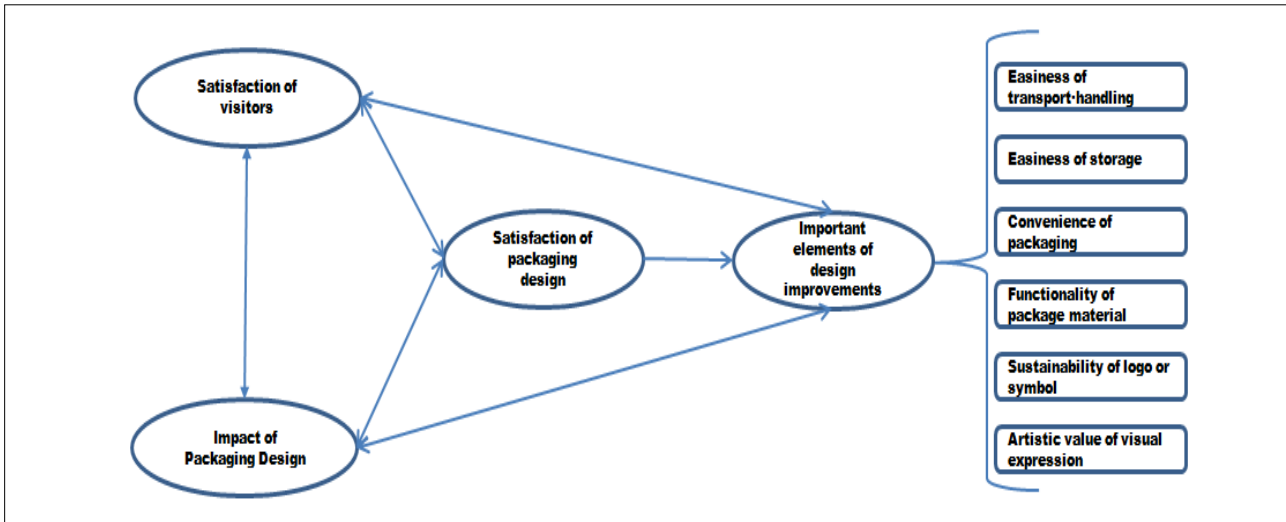 Satisfaction of
visitors
Impact of
Packaging Design
Satisfaction of
packaging
design
Important
elements of
design
improvements
Easiness of
transport·handling
Easiness of storage
Convenience of
packaging
Functionality of
package material
Sustainability of logo or
symbol
Artistic value of visual
expression